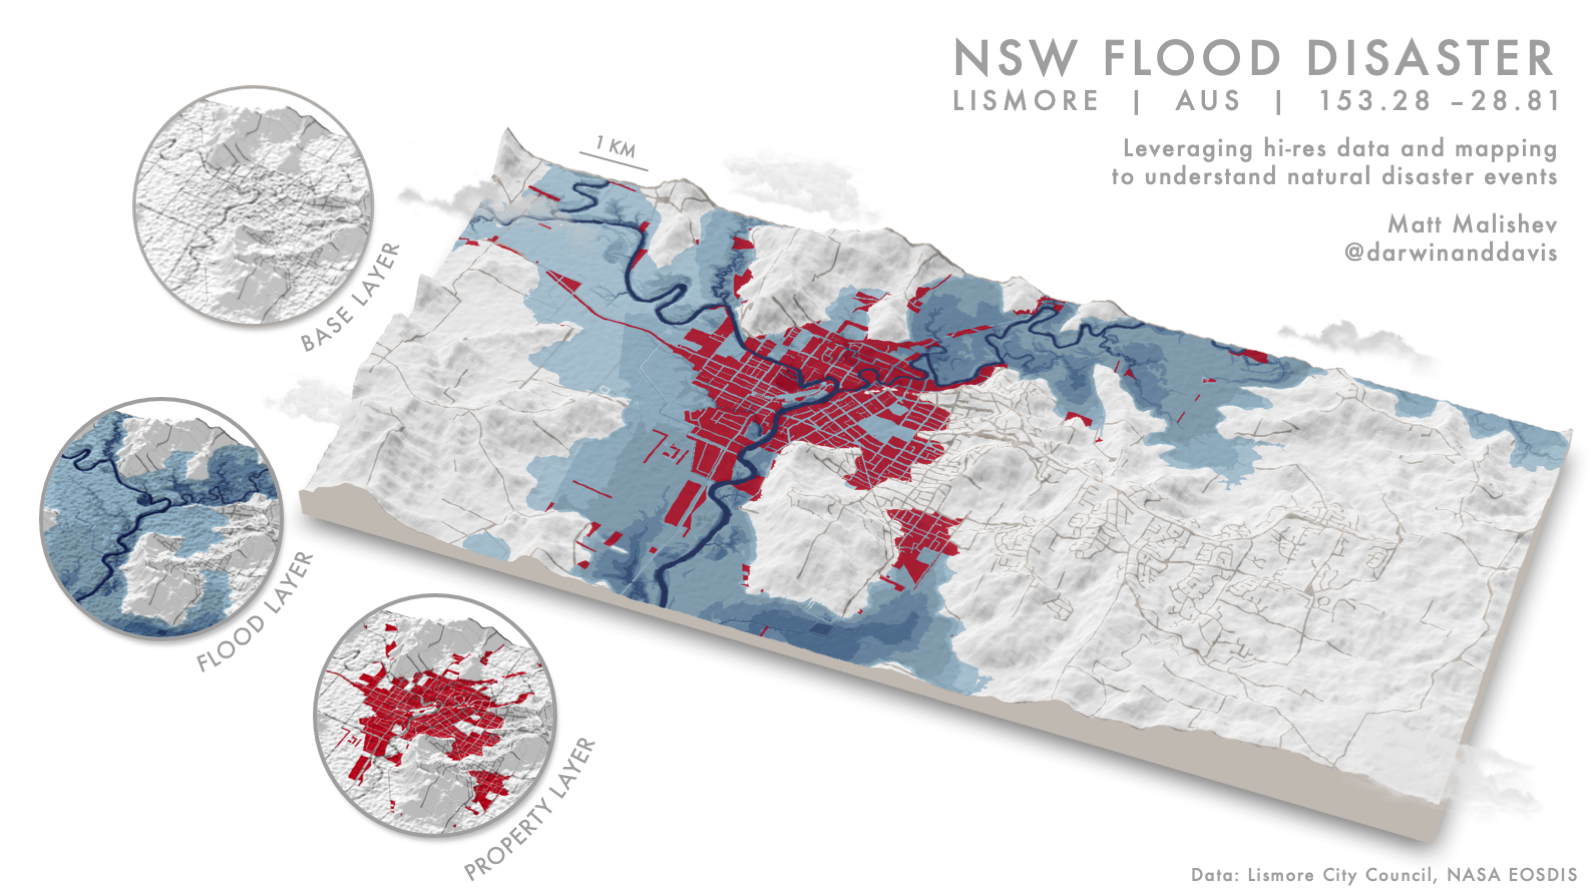 NSW FLOOD DISASTER
LISMORE | AUS | 153.28 –28.81
Leveraging hi-res data and mapping
to understand natural disaster events
Matt Malishev
@darwinanddavis
1 KM
BASE LAYER
FLOOD LAYER
PROPERTY LAYER
Data: Lismore City Council, NASA EOSDIS